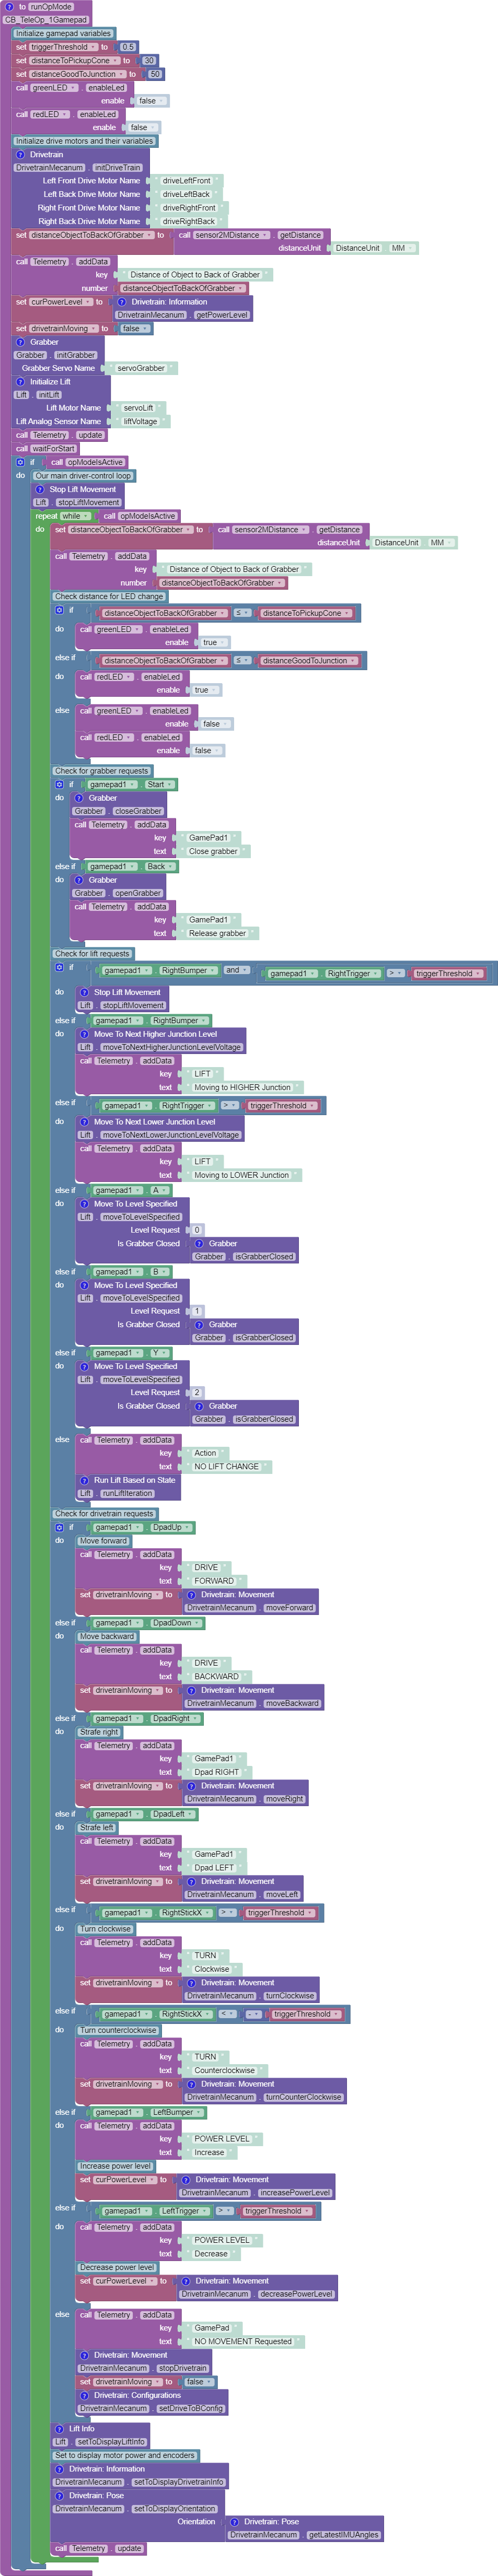 to runOpMode
CB_TeleOp_1Gamepad
Initialize gamepad variables
set triggerThreshold to 0.5
set distanceToPickupCone to 30
set distanceGoodToJunction to 50
call greenLED . enableLed
enable false
call redLED . enableLed
enable false
Initialize drive motors and their variables
Drivetrain
DrivetrainMecanum . initDriveTrain
Left Front Drive Motor Name " driveLeftFront "
Left Back Drive Motor Name " driveLeftBack "
Right Front Drive Motor Name " driveRightFront "
Right Back Drive Motor Name " driveRightBack "
set distanceObjectToBackOfGrabber to call sensor2MDistance . getDistance
distanceUnit DistanceUnit . MM
call Telemetry . addData
key " Distance of Object to Back of Grabber "
number distanceObjectToBackOfGrabber
set curPowerLevel to Drivetrain: Information
DrivetrainMecanum . getPowerLevel
set drivetrainMoving to false
Grabber
Grabber . initGrabber
Grabber Servo Name " servoGrabber "
Initialize Lift
Lift . initLift
Lift Motor Name " servoLift "
Lift Analog Sensor Name " liftVoltage "
call Telemetry . update
call waitForStart
if call opModeIsActive
do Our main driver-control loop
Stop Lift Movement
Lift . stopLiftMovement
repeat while call opModeIsActive
do set distanceObjectToBackOfGrabber to call sensor2MDistance . getDistance
distanceUnit DistanceUnit . MM
call Telemetry . addData
key " Distance of Object to Back of Grabber "
number distanceObjectToBackOfGrabber
Check distance for LED change
if distanceObjectToBackOfGrabber ≤ distanceToPickupCone
do call greenLED . enableLed
enable true
else if distanceObjectToBackOfGrabber ≤ distanceGoodToJunction
do call redLED . enableLed
enable true
else call greenLED . enableLed
enable false
call redLED . enableLed
enable false
Check for grabber requests
if gamepad1 . Start
do Grabber
Grabber . closeGrabber
call Telemetry . addData
key " GamePad1 "
text " Close grabber "
else if gamepad1 . Back
do Grabber
Grabber . openGrabber
call Telemetry . addData
key " GamePad1 "
text " Release grabber "
Check for lift requests
if gamepad1 . RightBumper and gamepad1 . RightTrigger > triggerThreshold
do Stop Lift Movement
Lift . stopLiftMovement
else if gamepad1 . RightBumper
do Move To Next Higher Junction Level
Lift . moveToNextHigherJunctionLevelVoltage
call Telemetry . addData
key " LIFT "
text " Moving to HIGHER Junction "
else if gamepad1 . RightTrigger > triggerThreshold
do Move To Next Lower Junction Level
Lift . moveToNextLowerJunctionLevelVoltage
call Telemetry . addData
key " LIFT "
text " Moving to LOWER Junction "
else if gamepad1 . A
do Move To Level Specified
Lift . moveToLevelSpecified
Level Request 0
Is Grabber Closed Grabber
Grabber . isGrabberClosed
else if gamepad1 . B
do Move To Level Specified
Lift . moveToLevelSpecified
Level Request 1
Is Grabber Closed Grabber
Grabber . isGrabberClosed
else if gamepad1 . Y
do Move To Level Specified
Lift . moveToLevelSpecified
Level Request 2
Is Grabber Closed Grabber
Grabber . isGrabberClosed
else call Telemetry . addData
key " Action "
text " NO LIFT CHANGE "
Run Lift Based on State
Lift . runLiftIteration
Check for drivetrain requests
if gamepad1 . DpadUp
do Move forward
call Telemetry . addData
key " DRIVE "
text " FORWARD "
set drivetrainMoving to Drivetrain: Movement
DrivetrainMecanum . moveForward
else if gamepad1 . DpadDown
do Move backward
call Telemetry . addData
key " DRIVE "
text " BACKWARD "
set drivetrainMoving to Drivetrain: Movement
DrivetrainMecanum . moveBackward
else if gamepad1 . DpadRight
do Strafe right
call Telemetry . addData
key " GamePad1 "
text " Dpad RIGHT "
set drivetrainMoving to Drivetrain: Movement
DrivetrainMecanum . moveRight
else if gamepad1 . DpadLeft
do Strafe left
call Telemetry . addData
key " GamePad1 "
text " Dpad LEFT "
set drivetrainMoving to Drivetrain: Movement
DrivetrainMecanum . moveLeft
else if gamepad1 . RightStickX > triggerThreshold
do Turn clockwise
call Telemetry . addData
key " TURN "
text " Clockwise "
set drivetrainMoving to Drivetrain: Movement
DrivetrainMecanum . turnClockwise
else if gamepad1 . RightStickX < - triggerThreshold
do Turn counterclockwise
call Telemetry . addData
key " TURN "
text " Counterclockwise "
set drivetrainMoving to Drivetrain: Movement
DrivetrainMecanum . turnCounterClockwise
else if gamepad1 . LeftBumper
do call Telemetry . addData
key " POWER LEVEL "
text " Increase "
Increase power level
set curPowerLevel to Drivetrain: Movement
DrivetrainMecanum . increasePowerLevel
else if gamepad1 . LeftTrigger > triggerThreshold
do call Telemetry . addData
key " POWER LEVEL "
text " Decrease "
Decrease power level
set curPowerLevel to Drivetrain: Movement
DrivetrainMecanum . decreasePowerLevel
else call Telemetry . addData
key " GamePad "
text " NO MOVEMENT Requested "
Drivetrain: Movement
DrivetrainMecanum . stopDrivetrain
set drivetrainMoving to false
Drivetrain: Configurations
DrivetrainMecanum . setDriveToBConfig
Lift Info
Lift . setToDisplayLiftInfo
Set to display motor power and encoders
Drivetrain: Information
DrivetrainMecanum . setToDisplayDrivetrainInfo
Drivetrain: Pose
DrivetrainMecanum . setToDisplayOrientation
Orientation Drivetrain: Pose
DrivetrainMecanum . getLatestIMUAngles
call Telemetry . update